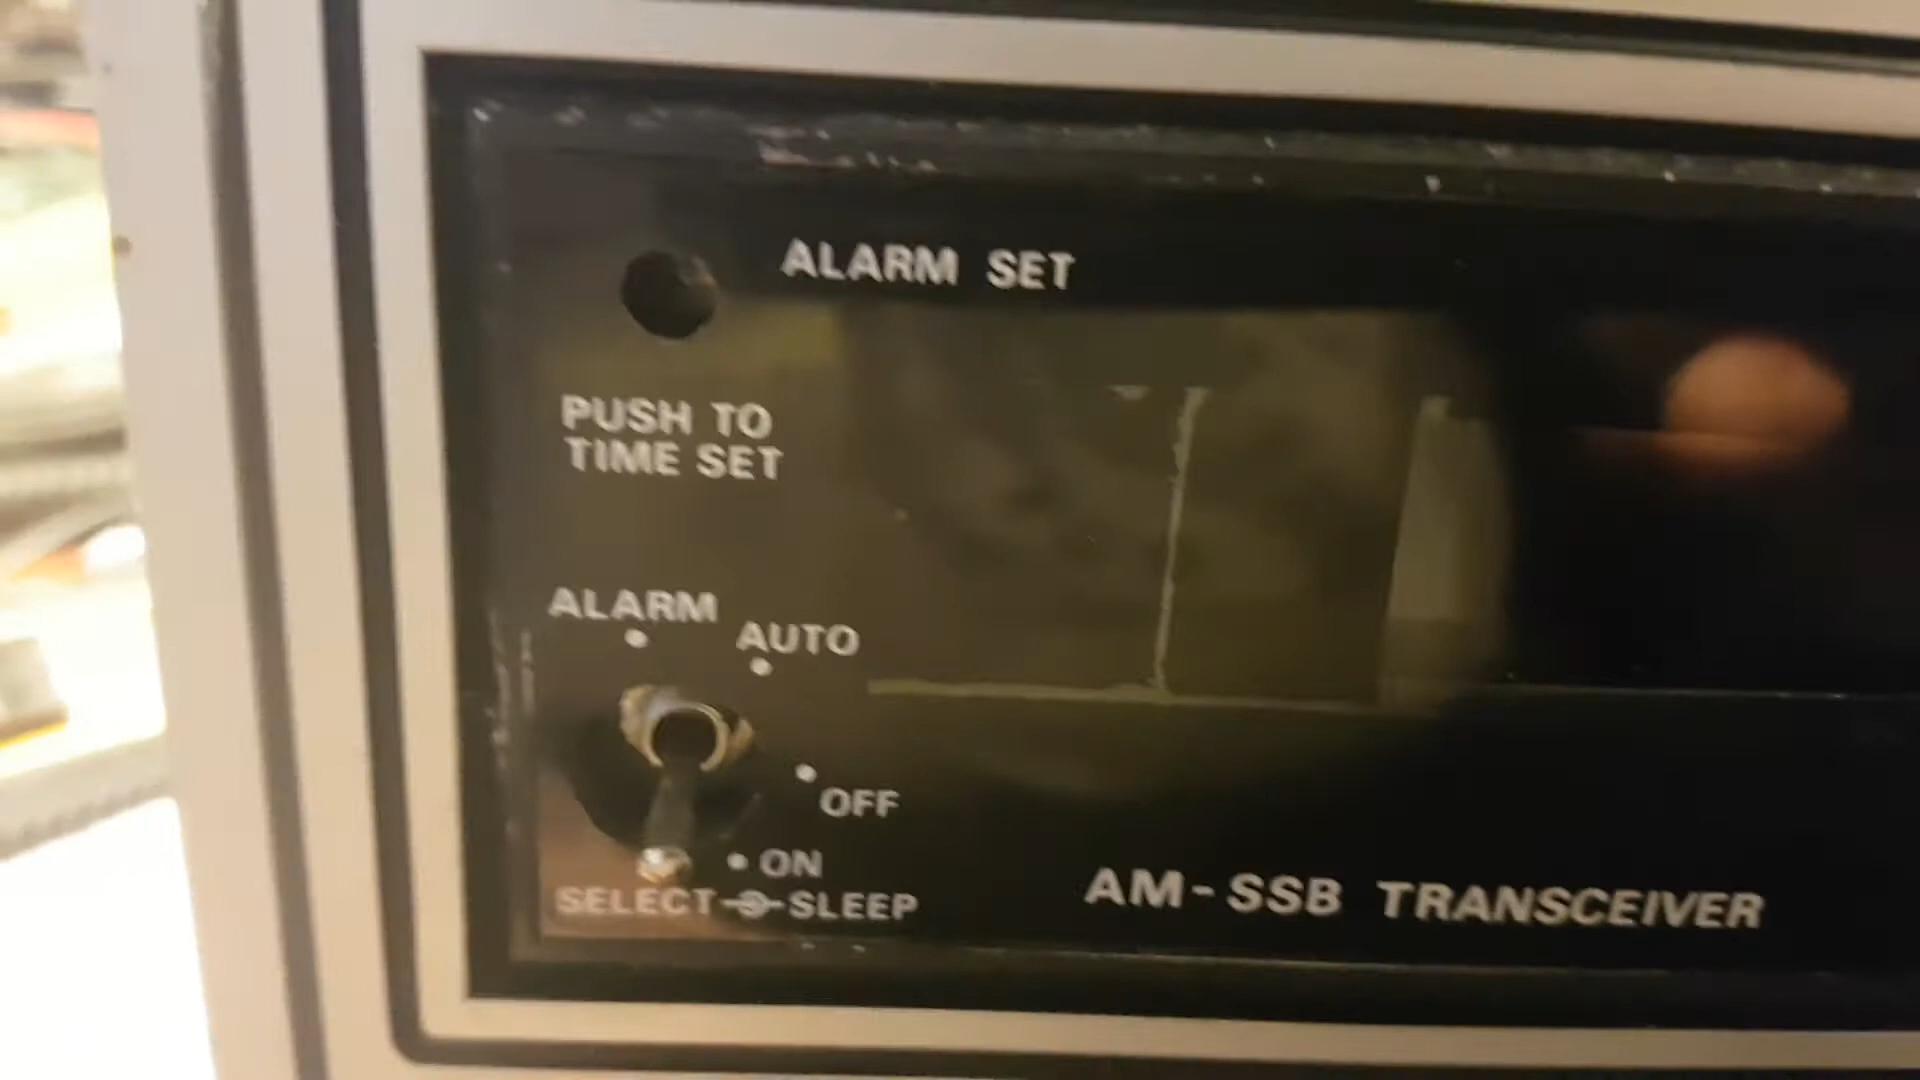 ALARM SET
PUSH TO
TIME SET
ALARM
AUTO
OFF
ON
SELECT SLEEP
AM-SSB TRANSCEIVER